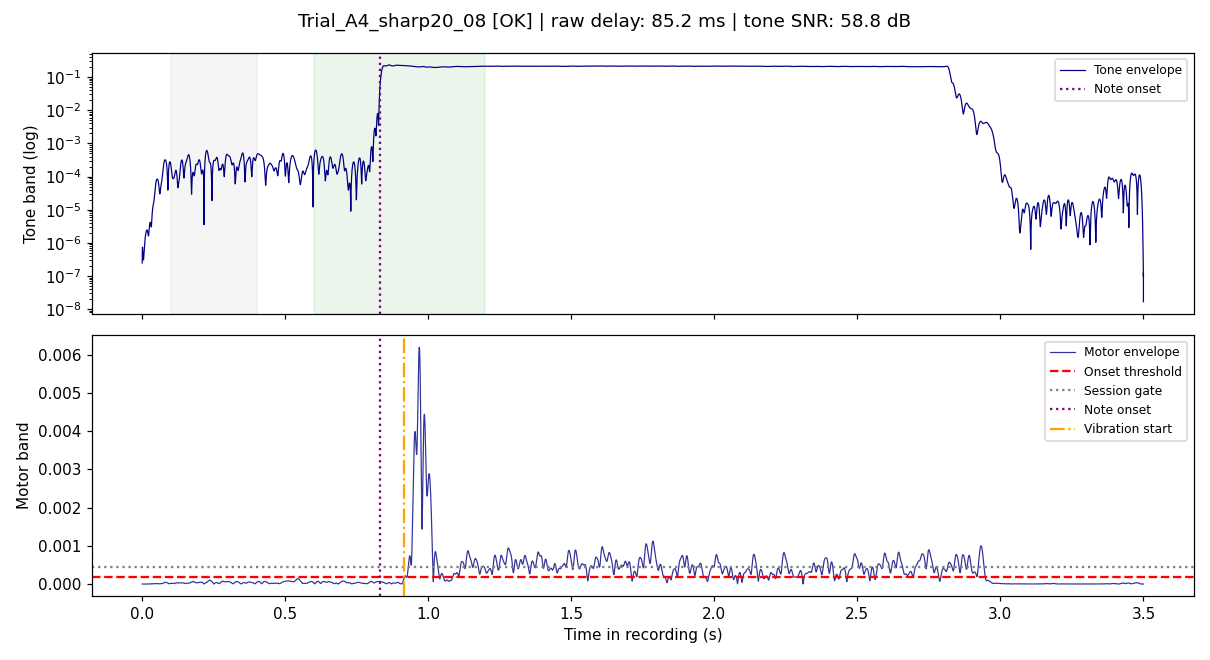 Trial_A4_sharp20_08 [OK] | raw delay: 85.2 ms | tone SNR: 58.8 dB
Tone band (log)
10⁻¹
10⁻²
10⁻³
10⁻⁴
10⁻⁵
10⁻⁶
10⁻⁷
10⁻⁸
Tone envelope
Note onset
Motor band
0.006
0.005
0.004
0.003
0.002
0.001
0.000
Motor envelope
Onset threshold
Session gate
Note onset
Vibration start
0.0 0.5 1.0 1.5 2.0 2.5 3.0 3.5
Time in recording (s)